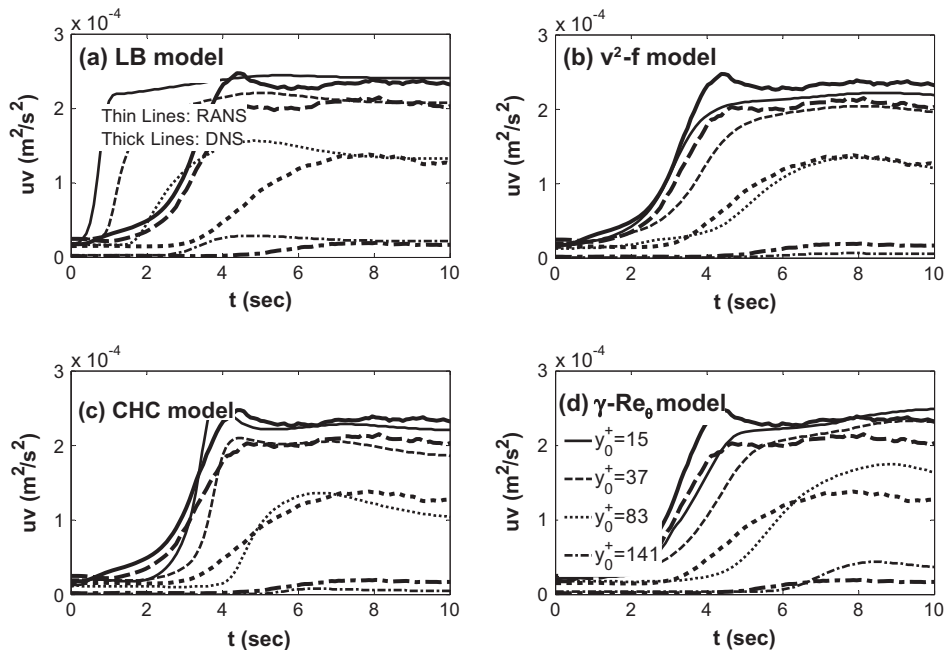 x 10⁻⁴
3
2
1
0
uv (m²/s²)
(a) LB model
Thin Lines: RANS
Thick Lines: DNS
0 2 4 6 8 10
t (sec)
x 10⁻⁴
3
2
1
0
uv (m²/s²)
(b) v²-f model
0 2 4 6 8 10
t (sec)
x 10⁻⁴
3
2
1
0
uv (m²/s²)
(c) CHC model
0 2 4 6 8 10
t (sec)
x 10⁻⁴
3
2
1
0
uv (m²/s²)
(d) γ-Reθ model
y₀⁺=15
y₀⁺=37
y₀⁺=83
y₀⁺=141
0 2 4 6 8 10
t (sec)